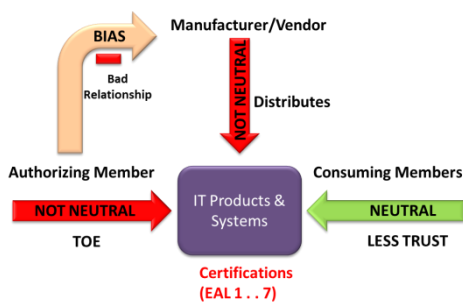 BIAS
Manufacturer/Vendor
Bad
Relationship
NOT NEUTRAL
Distributes
Authorizing Member
Consuming Members
IT Products &
Systems
NOT NEUTRAL
NEUTRAL
TOE
LESS TRUST
Certifications
(EAL 1 . . 7)